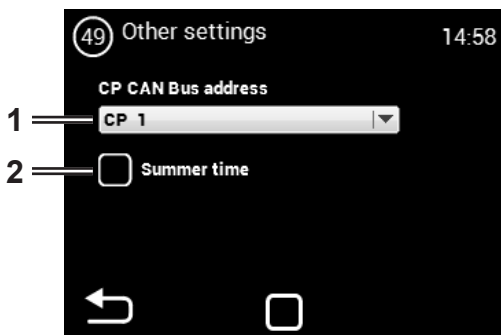 49 Other settings 14:58
CP CAN Bus address
1 CP 1
2 Summer time